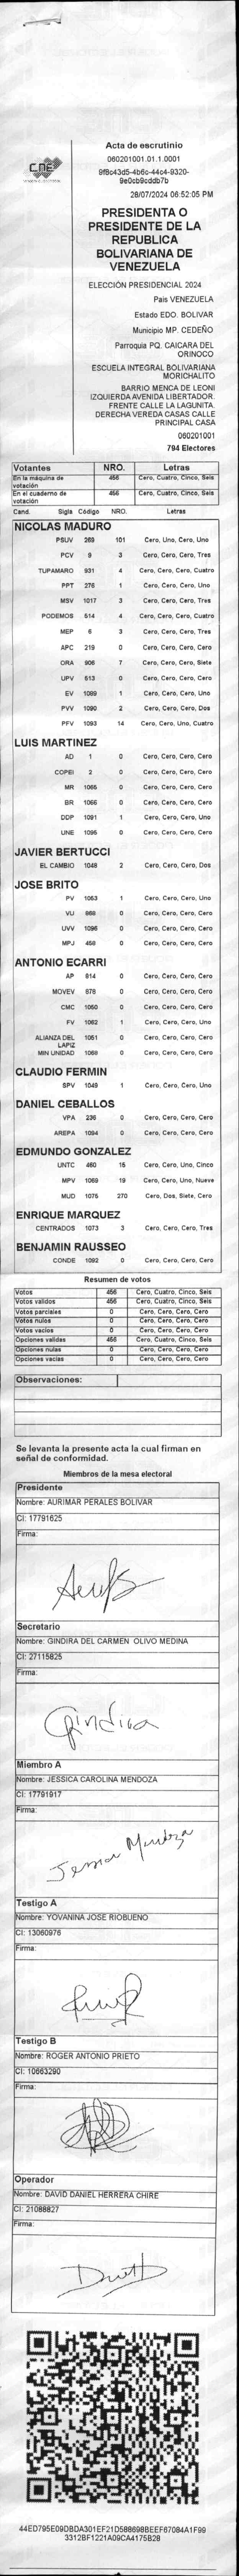 CNE
Acta de escrutinio
060201001.01.1.0001
9f8c43d5-4b6c-44c4-9320-
9e0cb9cddb7b
28/07/2024 06:52:05 PM
PRESIDENTA O
PRESIDENTE DE LA
REPUBLICA
BOLIVARIANA DE
VENEZUELA
ELECCIÓN PRESIDENCIAL 2024
Pais VENEZUELA
Estado EDO. BOLIVAR
Municipio MP. CEDEÑO
Parroquia PQ. CAICARA DEL
ORINOCO
ESCUELA INTEGRAL BOLIVARIANA
MORICHALITO
BARRIO MENCA DE LEONI
IZQUIERDA AVENIDA LIBERTADOR.
FRENTE CALLE LA LAGUNITA.
DERECHA VEREDA CASAS CALLE
PRINCIPAL CASA
060201001
794 Electores
Votantes NRO. Letras
En la máquina de votación 456 Cero, Cuatro, Cinco, Seis
En el cuaderno de votación 456 Cero, Cuatro, Cinco, Seis
Cand. Sigla Código NRO. Letras
NICOLAS MADURO
PSUV 269 101 Cero, Uno, Cero, Uno
PCV 9 3 Cero, Cero, Cero, Tres
TUPAMARO 931 4 Cero, Cero, Cero, Cuatro
PPT 276 1 Cero, Cero, Cero, Uno
MSV 1017 3 Cero, Cero, Cero, Tres
PODEMOS 514 4 Cero, Cero, Cero, Cuatro
MEP 6 3 Cero, Cero, Cero, Tres
APC 219 0 Cero, Cero, Cero, Cero
ORA 906 7 Cero, Cero, Cero, Siete
UPV 513 0 Cero, Cero, Cero, Cero
EV 1089 1 Cero, Cero, Cero, Uno
PVV 1090 2 Cero, Cero, Cero, Dos
PFV 1093 14 Cero, Cero, Uno, Cuatro
LUIS MARTINEZ
AD 1 0 Cero, Cero, Cero, Cero
COPEI 2 0 Cero, Cero, Cero, Cero
MR 1065 0 Cero, Cero, Cero, Cero
BR 1066 0 Cero, Cero, Cero, Cero
DDP 1091 1 Cero, Cero, Cero, Uno
UNE 1095 0 Cero, Cero, Cero, Cero
JAVIER BERTUCCI
EL CAMBIO 1048 2 Cero, Cero, Cero, Dos
JOSE BRITO
PV 1053 1 Cero, Cero, Cero, Uno
VU 968 0 Cero, Cero, Cero, Cero
UVV 1096 0 Cero, Cero, Cero, Cero
MPJ 458 0 Cero, Cero, Cero, Cero
ANTONIO ECARRI
AP 914 0 Cero, Cero, Cero, Cero
MOVEV 878 0 Cero, Cero, Cero, Cero
CMC 1050 0 Cero, Cero, Cero, Cero
FV 1062 1 Cero, Cero, Cero, Uno
ALIANZA DEL LAPIZ 1051 0 Cero, Cero, Cero, Cero
MIN UNIDAD 1068 0 Cero, Cero, Cero, Cero
CLAUDIO FERMIN
SPV 1049 1 Cero, Cero, Cero, Uno
DANIEL CEBALLOS
VPA 236 0 Cero, Cero, Cero, Cero
AREPA 1094 0 Cero, Cero, Cero, Cero
EDMUNDO GONZALEZ
UNTC 460 15 Cero, Cero, Uno, Cinco
MPV 1069 19 Cero, Cero, Uno, Nueve
MUD 1075 270 Cero, Dos, Siete, Cero
ENRIQUE MARQUEZ
CENTRADOS 1073 3 Cero, Cero, Cero, Tres
BENJAMIN RAUSSEO
CONDE 1092 0 Cero, Cero, Cero, Cero
Resumen de votos
Votos 456 Cero, Cuatro, Cinco, Seis
Votos validos 456 Cero, Cuatro, Cinco, Seis
Votos parciales 0 Cero, Cero, Cero, Cero
Votos nulos 0 Cero, Cero, Cero, Cero
Votos vacios 0 Cero, Cero, Cero, Cero
Opciones validas 456 Cero, Cuatro, Cinco, Seis
Opciones nulas 0 Cero, Cero, Cero, Cero
Opciones vacias 0 Cero, Cero, Cero, Cero
Observaciones:
Se levanta la presente acta la cual firman en
señal de conformidad.
Miembros de la mesa electoral
Presidente
Nombre: AURIMAR PERALES BOLIVAR
CI: 17791625
Firma:
Secretario
Nombre: GINDIRA DEL CARMEN OLIVO MEDINA
CI: 27115825
Firma:
Gindira
Miembro A
Nombre: JESSICA CAROLINA MENDOZA
CI: 17791917
Firma:
Testigo A
Nombre: YOVANINA JOSE RIOBUENO
CI: 13060976
Firma:
Testigo B
Nombre: ROGER ANTONIO PRIETO
CI: 10663290
Firma:
Operador
Nombre: DAVID DANIEL HERRERA CHIRE
CI: 21088827
Firma:
44ED795E09DBDA301EF21D588698BEEF67084A1F99
3312BF1221A09CA4175B28